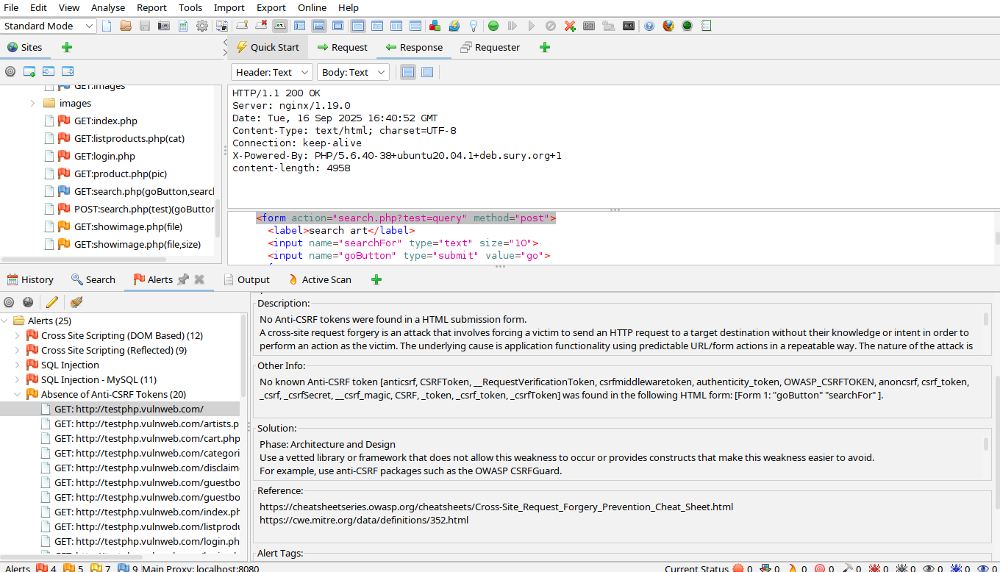 File Edit View Analyse Report Tools Import Export Online Help
Standard Mode
Sites
Quick Start Request Response Requester
Header: Text Body: Text
GET:images
images
GET:index.php
GET:listproducts.php(cat)
GET:login.php
GET:product.php(pic)
GET:search.php(goButton,search
POST:search.php(test)(goButton
GET:showimage.php(file)
GET:showimage.php(file,size)
HTTP/1.1 200 OK
Server: nginx/1.19.0
Date: Tue, 16 Sep 2025 16:40:52 GMT
Content-Type: text/html; charset=UTF-8
Connection: keep-alive
X-Powered-By: PHP/5.6.40-38+ubuntu20.04.1+deb.sury.org+1
content-length: 4958
<form action="search.php?test=query" method="post">
<label>search art</label>
<input name="searchFor" type="text" size="10">
<input name="goButton" type="submit" value="go">
History Search Alerts Output Active Scan
Alerts (25)
Cross Site Scripting (DOM Based) (12)
Cross Site Scripting (Reflected) (9)
SQL Injection
SQL Injection - MySQL (11)
Absence of Anti-CSRF Tokens (20)
GET: http://testphp.vulnweb.com/
GET: http://testphp.vulnweb.com/artists.p
GET: http://testphp.vulnweb.com/cart.php
GET: http://testphp.vulnweb.com/categori
GET: http://testphp.vulnweb.com/disclaim
GET: http://testphp.vulnweb.com/guestbo
GET: http://testphp.vulnweb.com/guestbo
GET: http://testphp.vulnweb.com/index.ph
GET: http://testphp.vulnweb.com/listprodu
GET: http://testphp.vulnweb.com/login.ph
Description:
No Anti-CSRF tokens were found in a HTML submission form.
A cross-site request forgery is an attack that involves forcing a victim to send an HTTP request to a target destination without their knowledge or intent in order to
perform an action as the victim. The underlying cause is application functionality using predictable URL/form actions in a repeatable way. The nature of the attack is
Other Info:
No known Anti-CSRF token [anticsrf, CSRFToken, __RequestVerificationToken, csrfmiddlewaretoken, authenticity_token, OWASP_CSRFTOKEN, anoncsrf, csrf_token,
_csrf, _csrfSecret, __csrf_magic, CSRF, _token, _csrf_token, _csrfToken] was found in the following HTML form: [Form 1: "goButton" "searchFor" ].
Solution:
Phase: Architecture and Design
Use a vetted library or framework that does not allow this weakness to occur or provides constructs that make this weakness easier to avoid.
For example, use anti-CSRF packages such as the OWASP CSRFGuard.
Reference:
https://cheatsheetseries.owasp.org/cheatsheets/Cross-Site_Request_Forgery_Prevention_Cheat_Sheet.html
https://cwe.mitre.org/data/definitions/352.html
Alert Tags:
Alerts 4 5 7 9 Main Proxy: localhost:8080 Current Status 0 0 0 0 0 0 0 0 0 0